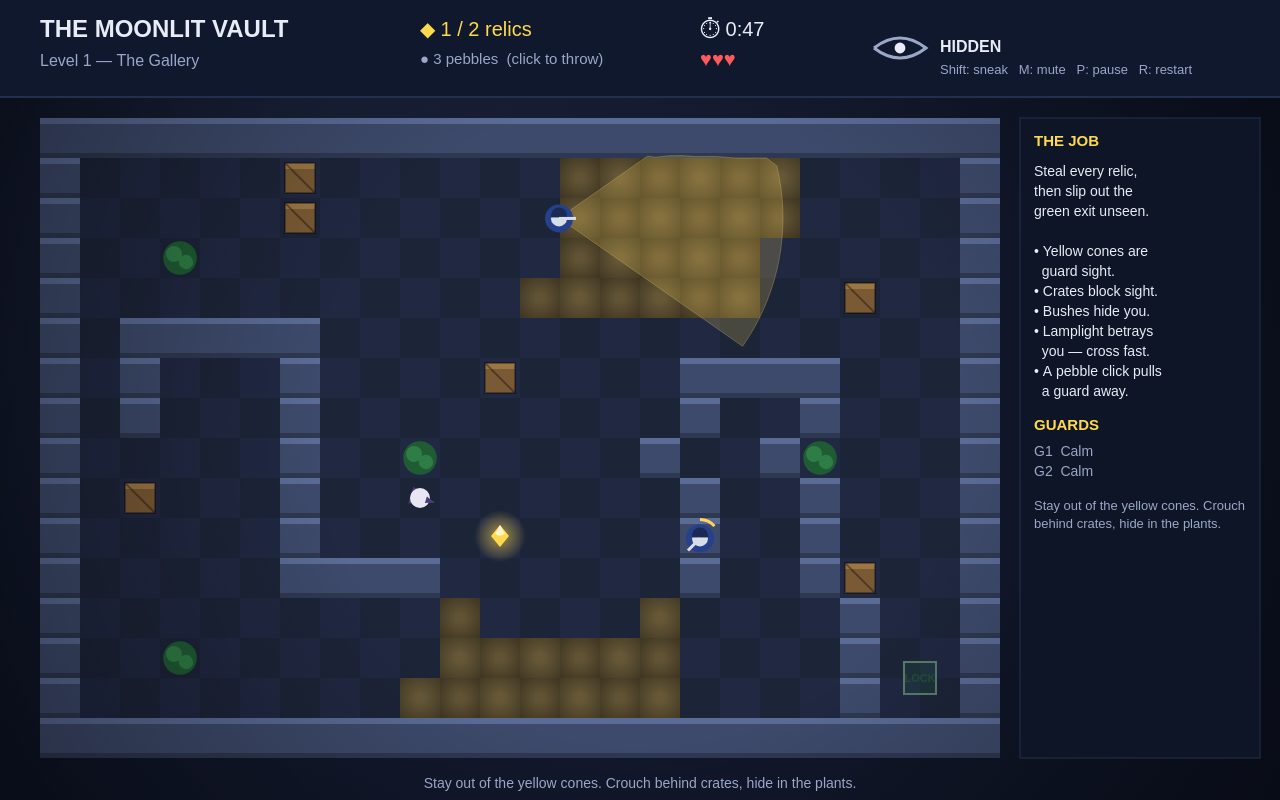 THE MOONLIT VAULT
Level 1 — The Gallery
◆ 1 / 2 relics
● 3 pebbles (click to throw)
⏱ 0:47
♥♥♥
HIDDEN
Shift: sneak M: mute P: pause R: restart
THE JOB
Steal every relic,
then slip out the
green exit unseen.
• Yellow cones are
guard sight.
• Crates block sight.
• Bushes hide you.
• Lamplight betrays
you — cross fast.
• A pebble click pulls
a guard away.
GUARDS
G1 Calm
G2 Calm
Stay out of the yellow cones. Crouch
behind crates, hide in the plants.
LOCK
Stay out of the yellow cones. Crouch behind crates, hide in the plants.